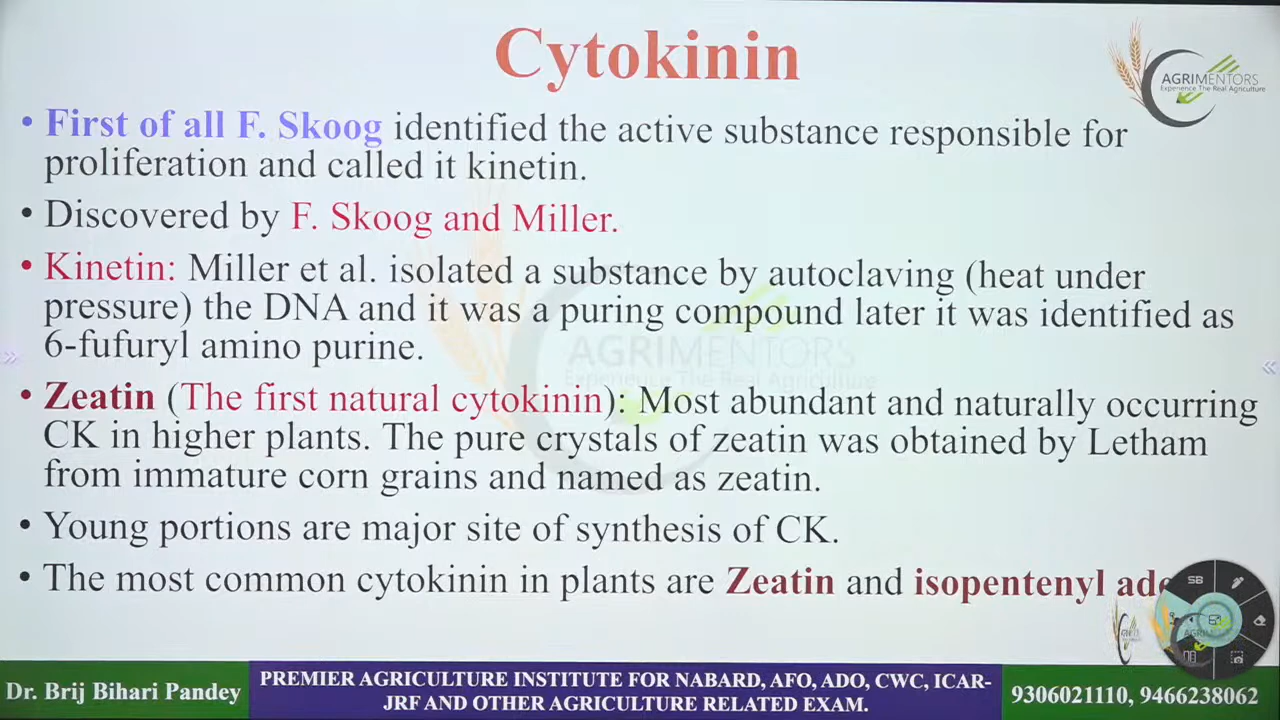 Cytokinin
AGRIMENTORS
Experience The Real Agriculture
• First of all F. Skoog identified the active substance responsible for
proliferation and called it kinetin.
• Discovered by F. Skoog and Miller.
• Kinetin: Miller et al. isolated a substance by autoclaving (heat under
pressure) the DNA and it was a puring compound later it was identified as
6-fufuryl amino purine.
AGRIMENTORS
Experience The Real Agriculture
• Zeatin (The first natural cytokinin): Most abundant and naturally occurring
CK in higher plants. The pure crystals of zeatin was obtained by Letham
from immature corn grains and named as zeatin.
• Young portions are major site of synthesis of CK.
• The most common cytokinin in plants are Zeatin and isopentenyl
SB
Dr. Brij Bihari Pandey
PREMIER AGRICULTURE INSTITUTE FOR NABARD, AFO, ADO, CWC, ICAR-
JRF AND OTHER AGRICULTURE RELATED EXAM.
9306021110, 9466238062